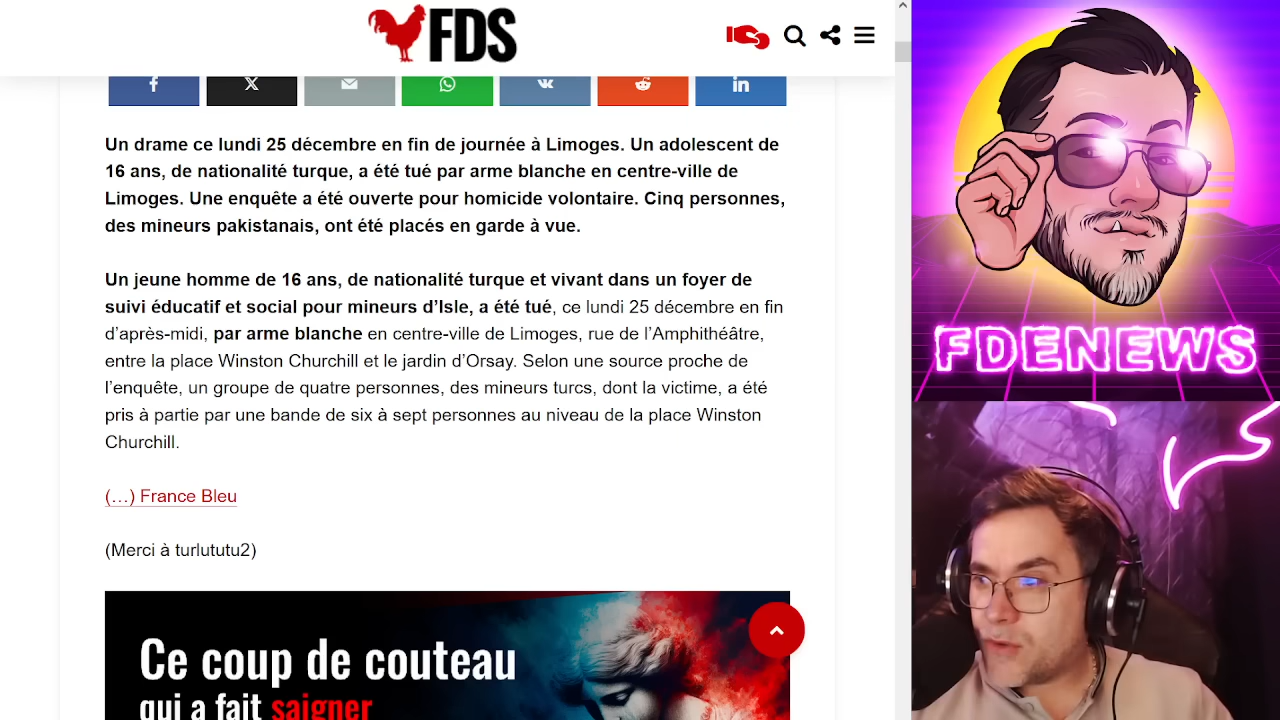 FDS
Un drame ce lundi 25 décembre en fin de journée à Limoges. Un adolescent de
16 ans, de nationalité turque, a été tué par arme blanche en centre-ville de
Limoges. Une enquête a été ouverte pour homicide volontaire. Cinq personnes,
des mineurs pakistanais, ont été placés en garde à vue.
Un jeune homme de 16 ans, de nationalité turque et vivant dans un foyer de
suivi éducatif et social pour mineurs d’Isle, a été tué, ce lundi 25 décembre en fin
d’après-midi, par arme blanche en centre-ville de Limoges, rue de l’Amphithéâtre,
entre la place Winston Churchill et le jardin d’Orsay. Selon une source proche de
l’enquête, un groupe de quatre personnes, des mineurs turcs, dont la victime, a été
pris à partie par une bande de six à sept personnes au niveau de la place Winston
Churchill.
(…) France Bleu
(Merci à turlututu2)
Ce coup de couteau
qui a fait saigner
FDENEWS